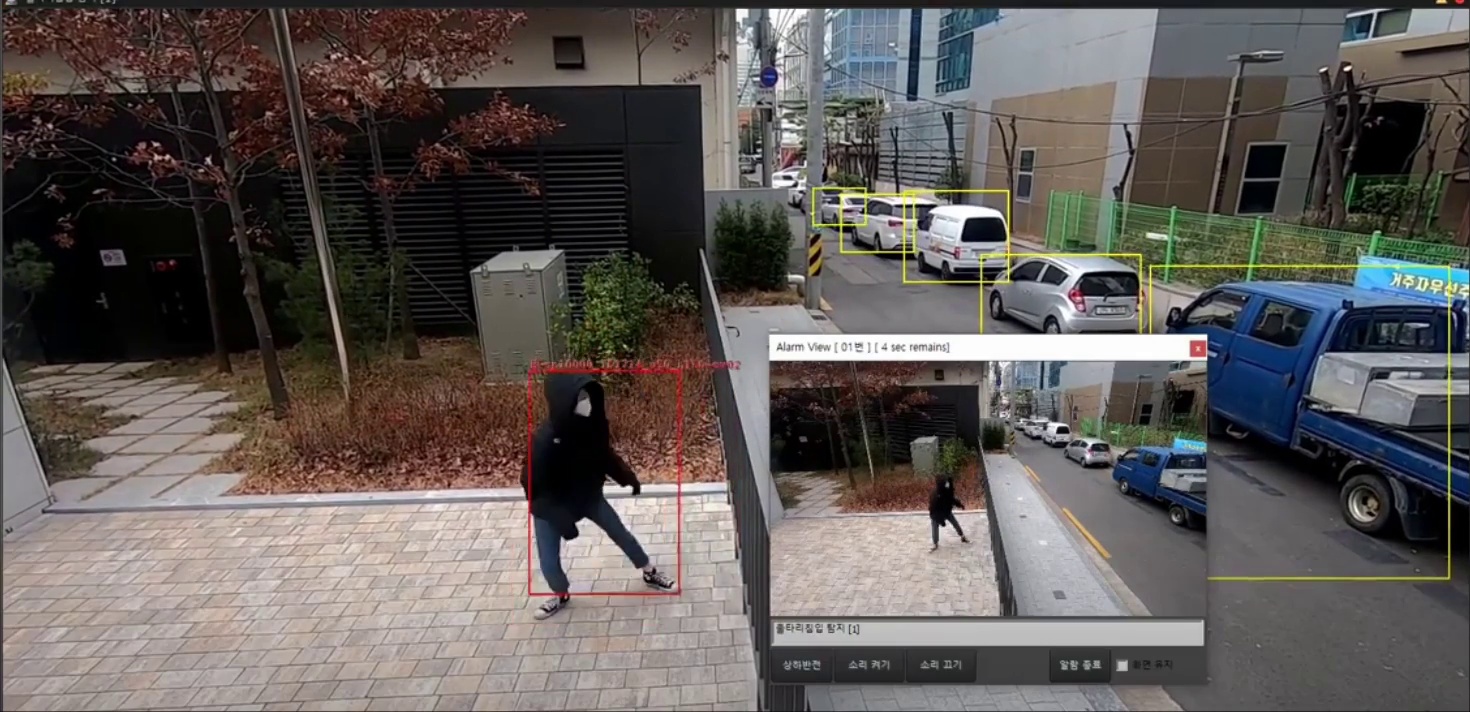 Alarm View [ 01번 ] [ 4 sec remains]
거주자우선주
울타리침입 탐지 [1]
상하반전
소리 켜기
소리 끄기
알람 종료
화면 유지